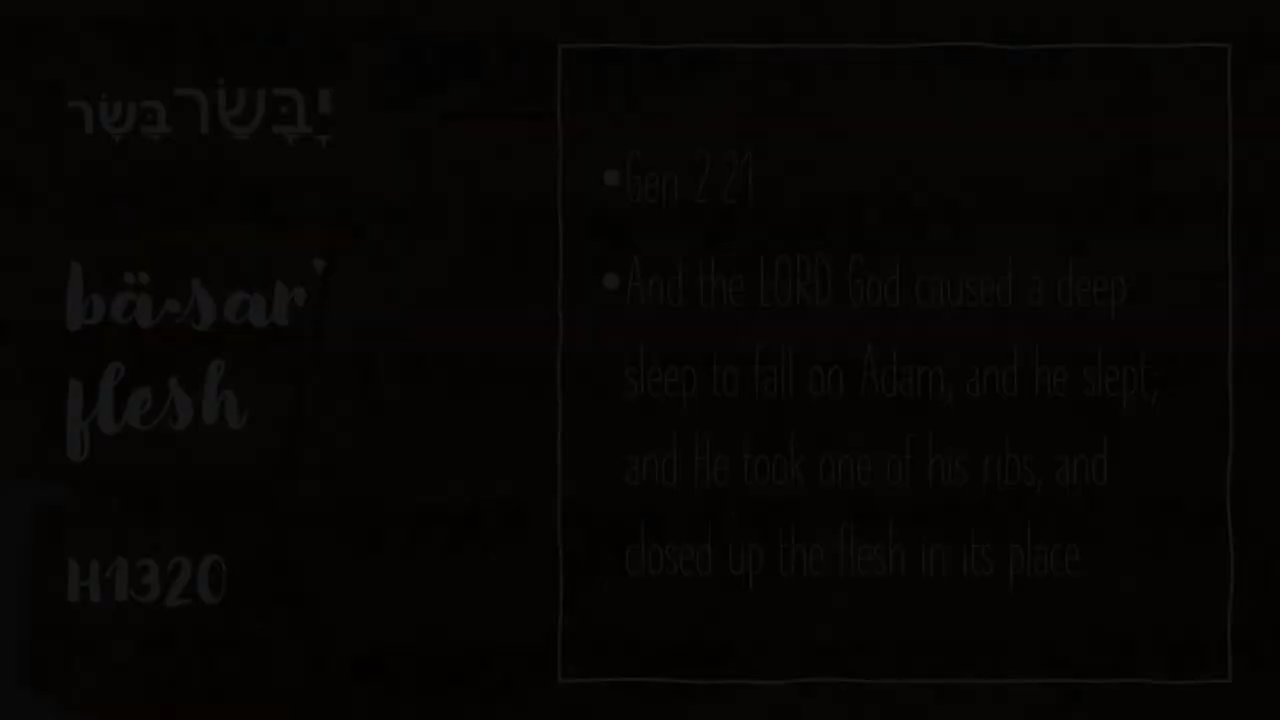 יָבָּשַׂרבָּשָׂר
bä·sar'
flesh
H1320
•Gen 2:21
•And the LORD God caused a deep
sleep to fall on Adam, and he slept;
and He took one of his ribs, and
closed up the flesh in its place.